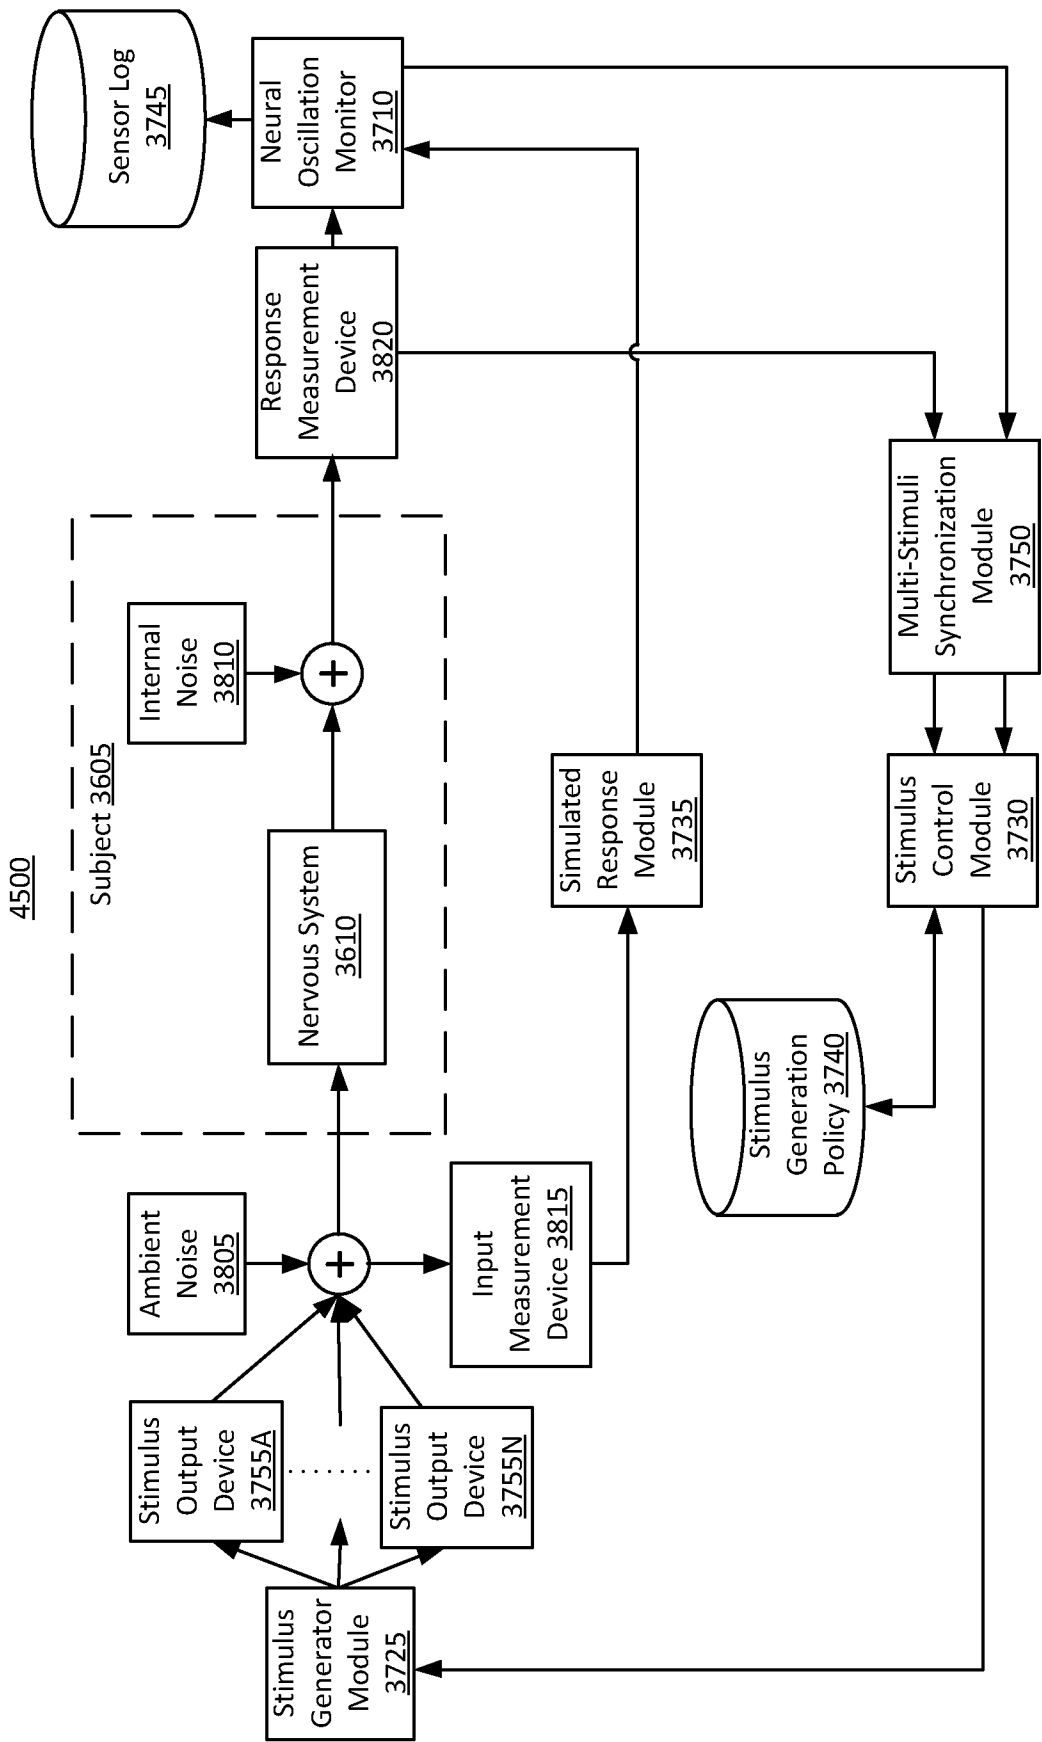 4500
Stimulus
Generator
Module
3725
Stimulus
Output
Device
3755A
Stimulus
Output
Device
3755N
Ambient
Noise
3805
+
Input
Measurement
Device 3815
Subject 3605
Nervous System
3610
Internal
Noise
3810
+
Response
Measurement
Device
3820
Neural
Oscillation
Monitor
3710
Sensor Log
3745
Simulated
Response
Module
3735
Stimulus
Generation
Policy 3740
Stimulus
Control
Module
3730
Multi-Stimuli
Synchronization
Module
3750